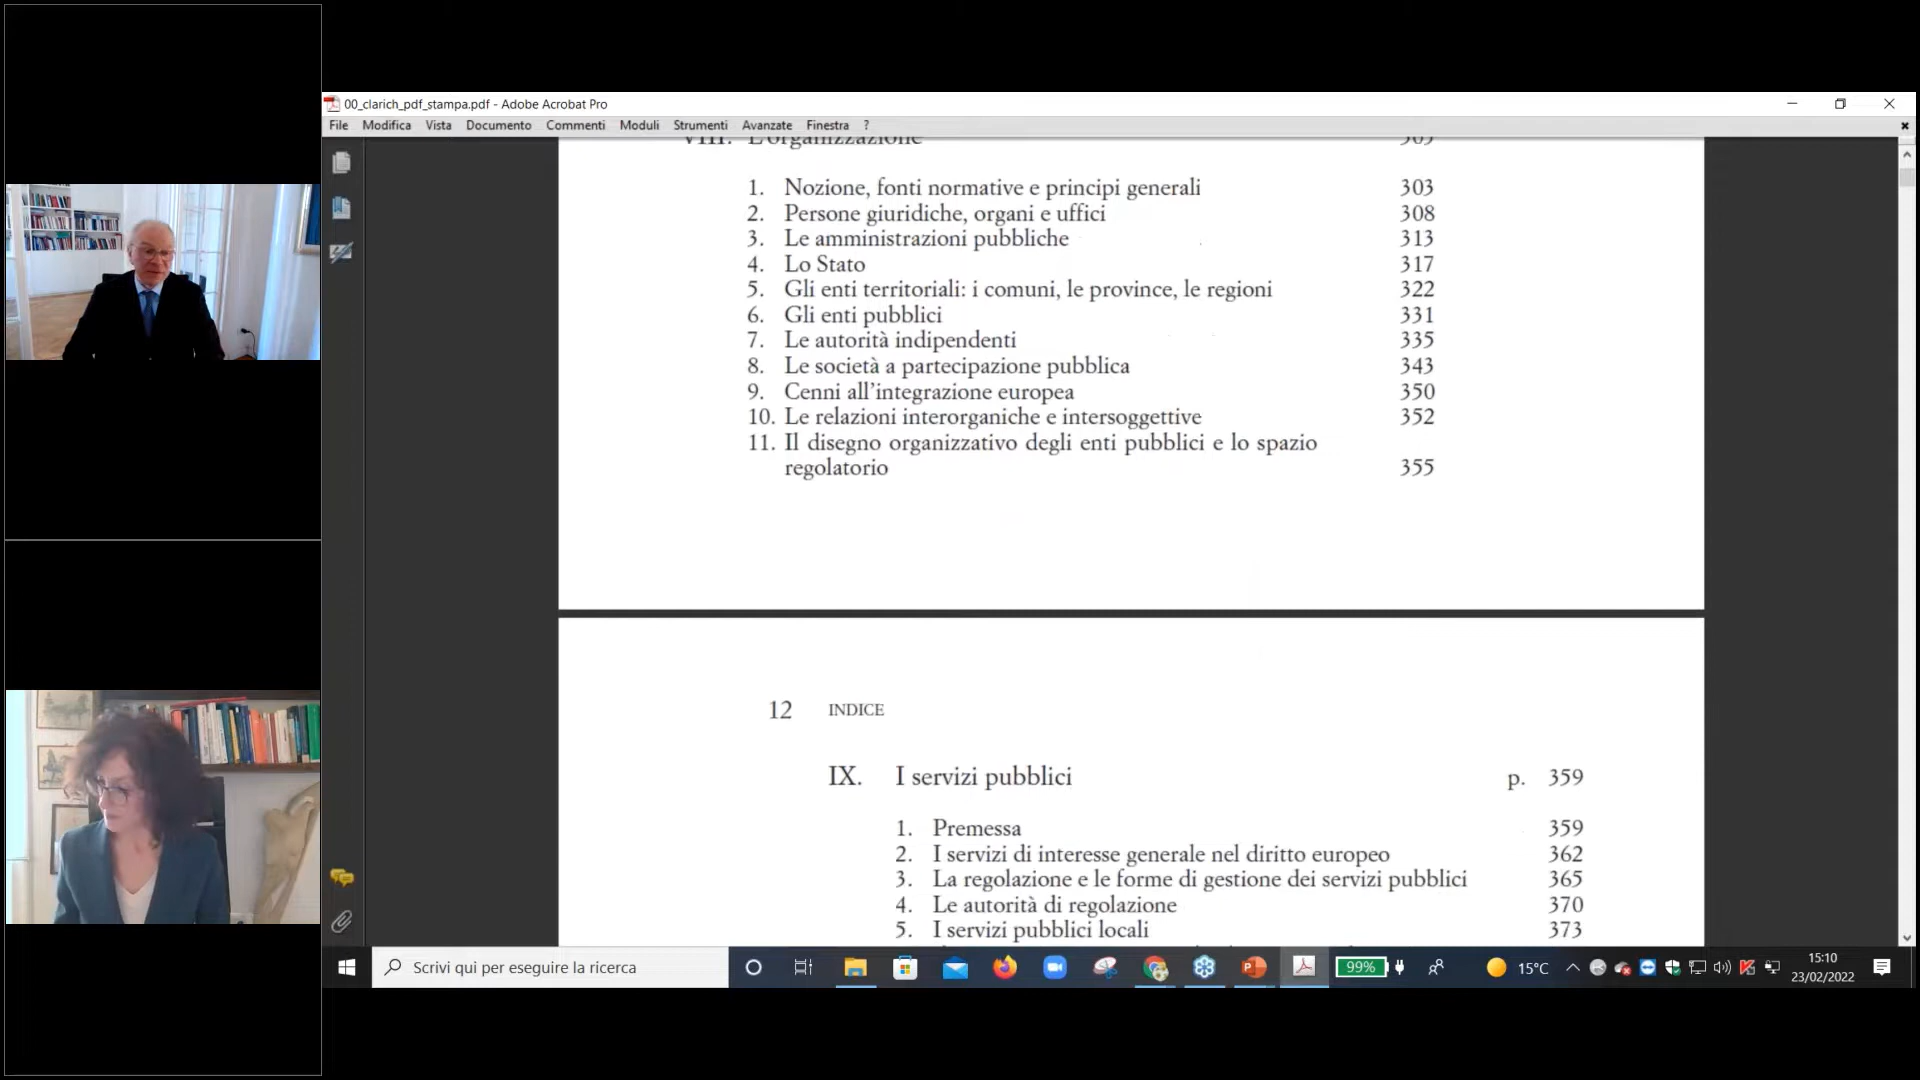 00_clarich_pdf_stampa.pdf - Adobe Acrobat Pro
File Modifica Vista Documento Commenti Moduli Strumenti Avanzate Finestra ?
VIII. L'organizzazione 303
1. Nozione, fonti normative e principi generali 303
2. Persone giuridiche, organi e uffici 308
3. Le amministrazioni pubbliche 313
4. Lo Stato 317
5. Gli enti territoriali: i comuni, le province, le regioni 322
6. Gli enti pubblici 331
7. Le autorità indipendenti 335
8. Le società a partecipazione pubblica 343
9. Cenni all'integrazione europea 350
10. Le relazioni interorganiche e intersoggettive 352
11. Il disegno organizzativo degli enti pubblici e lo spazio
regolatorio 355
12 INDICE
IX. I servizi pubblici p. 359
1. Premessa 359
2. I servizi di interesse generale nel diritto europeo 362
3. La regolazione e le forme di gestione dei servizi pubblici 365
4. Le autorità di regolazione 370
5. I servizi pubblici locali 373
Scrivi qui per eseguire la ricerca
99%
15°C
15:10
23/02/2022